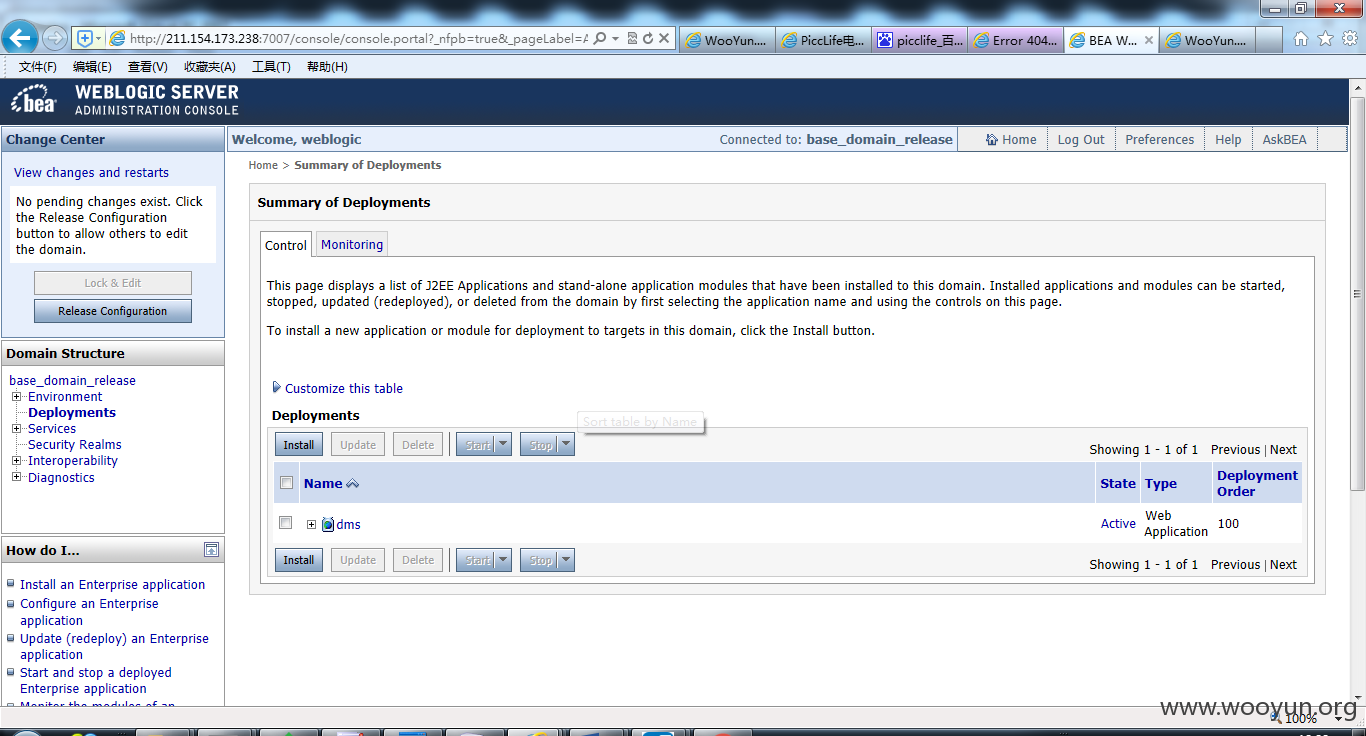 http://211.154.173.238:7007/console/console.portal?_nfpb=true&_pageLabel=A
WooYun....
PiccLife电...
picclife_百...
Error 404...
BEA W...
WooYun....
文件(F) 编辑(E) 查看(V) 收藏夹(A) 工具(T) 帮助(H)
bea
WEBLOGIC SERVER
ADMINISTRATION CONSOLE
Change Center
View changes and restarts
No pending changes exist. Click
the Release Configuration
button to allow others to edit
the domain.
Lock & Edit
Release Configuration
Domain Structure
base_domain_release
Environment
Deployments
Services
Security Realms
Interoperability
Diagnostics
How do I...
Install an Enterprise application
Configure an Enterprise
application
Update (redeploy) an Enterprise
application
Start and stop a deployed
Enterprise application
Monitor the modules of an
Welcome, weblogic
Connected to: base_domain_release
Home
Log Out
Preferences
Help
AskBEA
Home > Summary of Deployments
Summary of Deployments
Control
Monitoring
This page displays a list of J2EE Applications and stand-alone application modules that have been installed to this domain. Installed applications and modules can be started,
stopped, updated (redeployed), or deleted from the domain by first selecting the application name and using the controls on this page.
To install a new application or module for deployment to targets in this domain, click the Install button.
Customize this table
Deployments
Sort table by Name
Install Update Delete Start Stop
Showing 1 - 1 of 1 Previous | Next
Name
State
Type
Deployment
Order
dms
Active
Web
Application
100
Install Update Delete Start Stop
Showing 1 - 1 of 1 Previous | Next
www.wooyun.org
100%